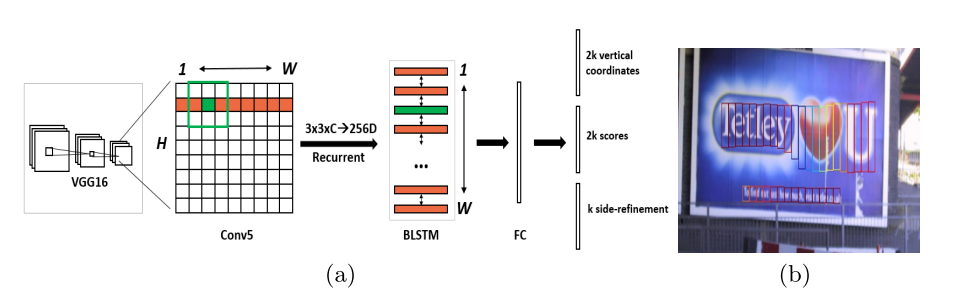 1 W
H
VGG16
Conv5
3x3xC→256D
Recurrent
1
...
W
BLSTM
FC
2k vertical
coordinates
2k scores
k side-refinement
Tetley
U
(a)
(b)